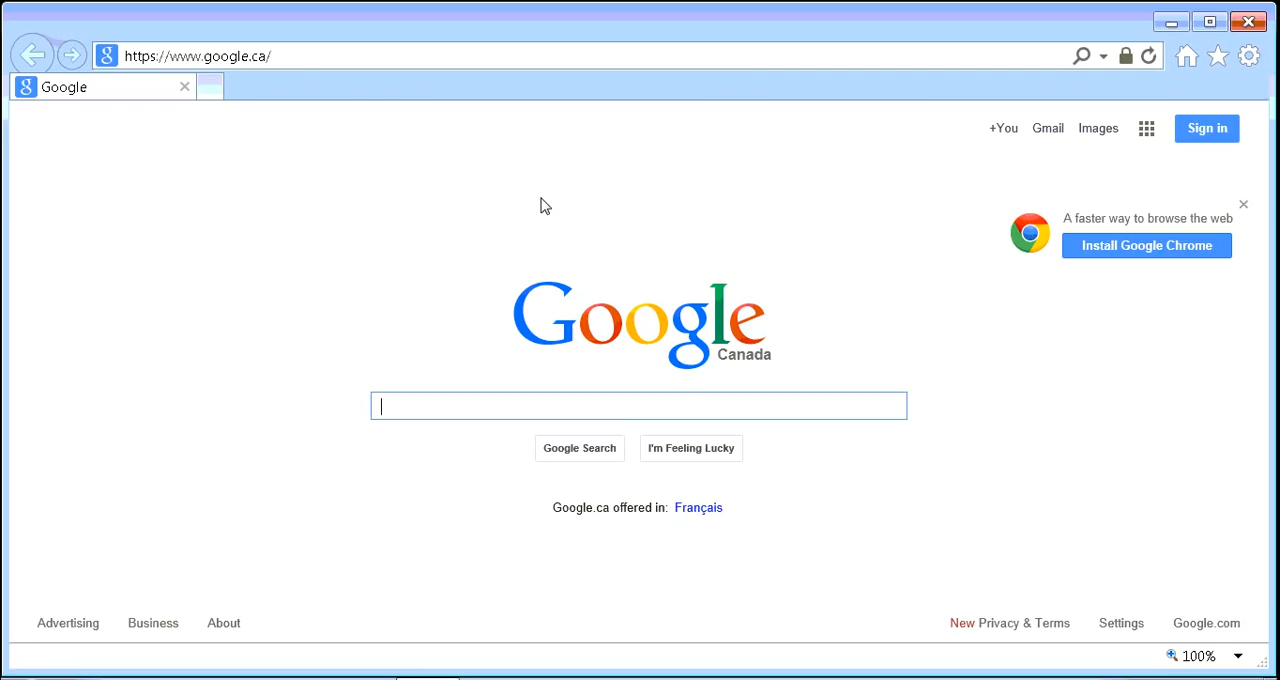 https://www.google.ca/
Google
+You Gmail Images Sign in
A faster way to browse the web
Install Google Chrome
Google
Canada
Google Search I'm Feeling Lucky
Google.ca offered in: Français
Advertising Business About New Privacy & Terms Settings Google.com
100%